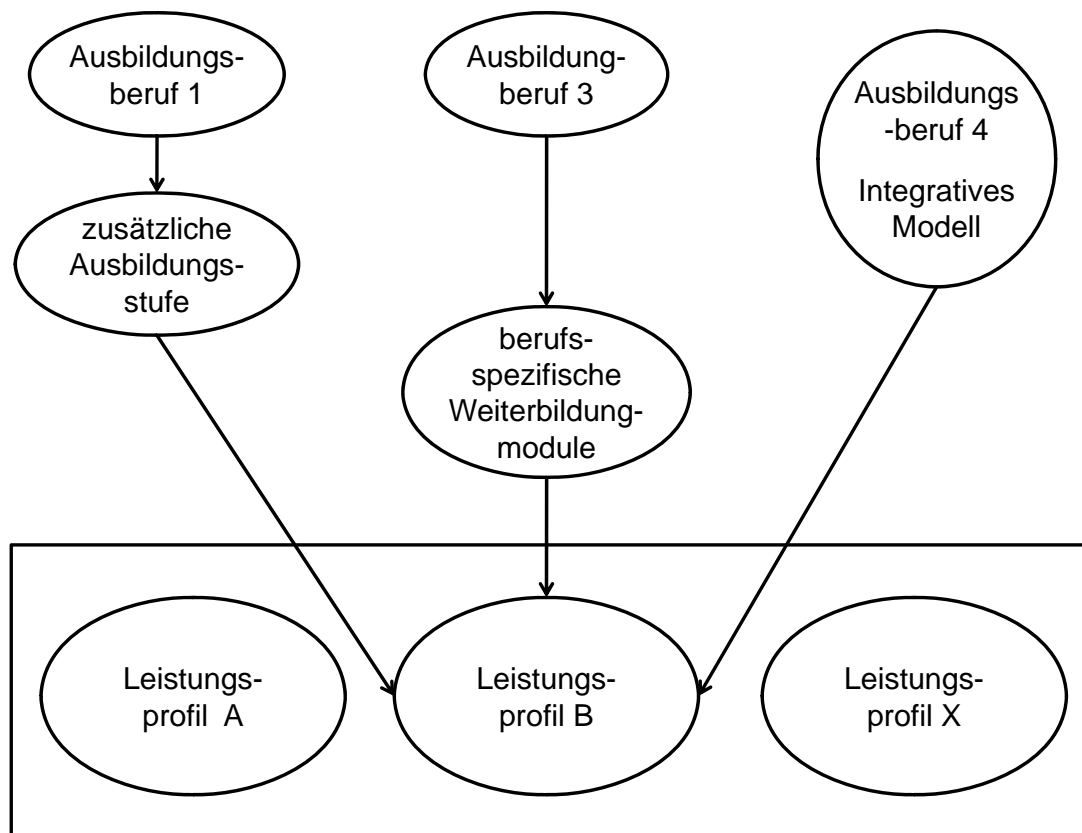 Ausbildungs-
beruf 1
Ausbildung-
beruf 3
Ausbildungs
-beruf 4
Integratives
Modell
zusätzliche
Ausbildungs-
stufe
berufs-
spezifische
Weiterbildung-
module
Leistungs-
profil A
Leistungs-
profil B
Leistungs-
profil X